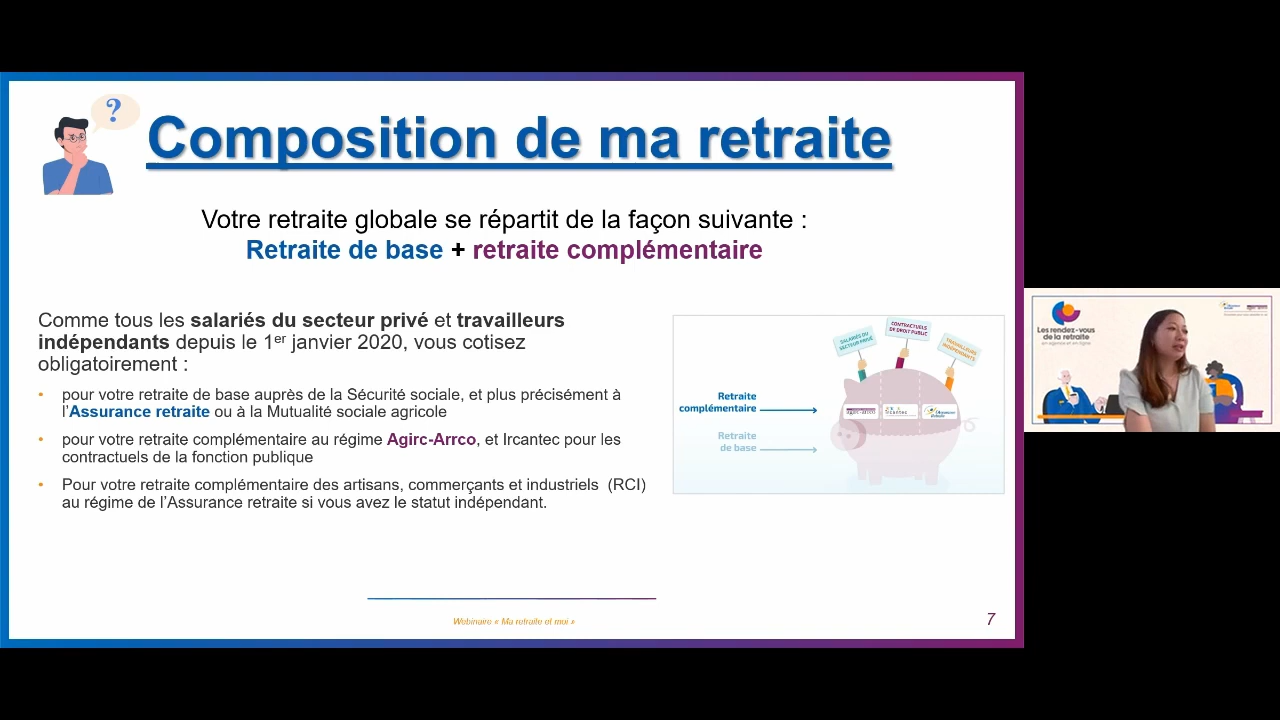 ?
Composition de ma retraite
Votre retraite globale se répartit de la façon suivante :
Retraite de base + retraite complémentaire
Comme tous les salariés du secteur privé et travailleurs
indépendants depuis le 1er janvier 2020, vous cotisez
obligatoirement :
• pour votre retraite de base auprès de la Sécurité sociale, et plus précisément à
l’Assurance retraite ou à la Mutualité sociale agricole
• pour votre retraite complémentaire au régime Agirc-Arrco, et Ircantec pour les
contractuels de la fonction publique
• Pour votre retraite complémentaire des artisans, commerçants et industriels (RCI)
au régime de l’Assurance retraite si vous avez le statut indépendant.
SALARIÉS DU
SECTEUR PRIVÉ
CONTRACTUELS
DE DROIT PUBLIC
TRAVAILLEURS
INDÉPENDANTS
Retraite
complémentaire
agirc-arrco
ircantec
Retraite
de base
Webinaire « Ma retraite et moi »
7
Les rendez-vous
de la retraite
en agence et en ligne